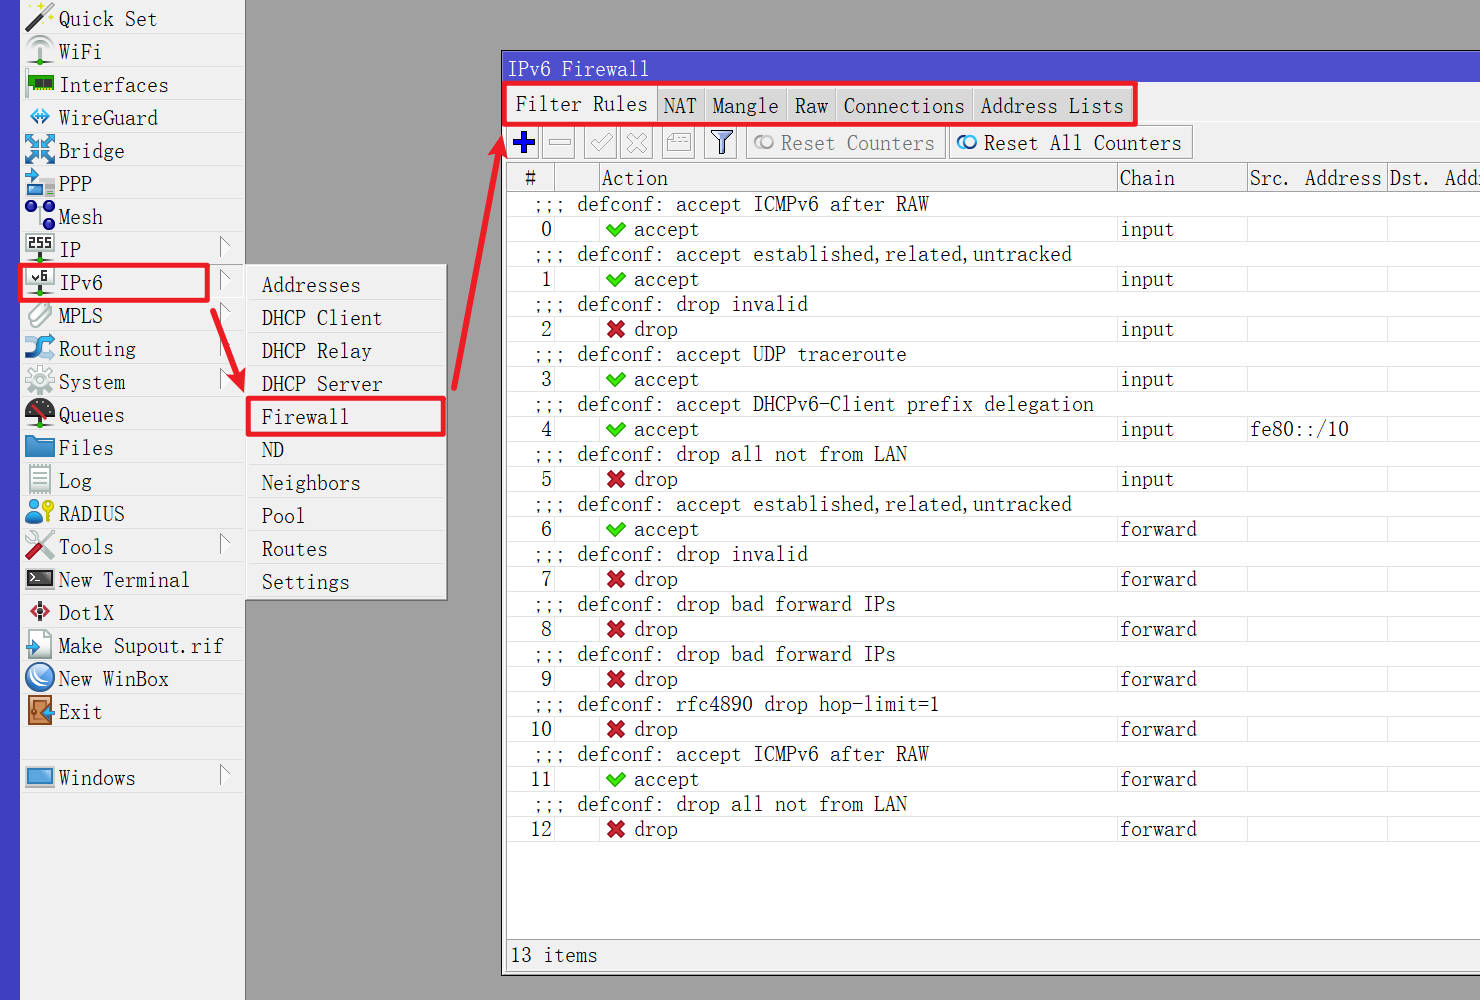 Quick Set
WiFi
Interfaces
WireGuard
Bridge
PPP
Mesh
255 IP
v6 IPv6
MPLS
Routing
System
Queues
Files
Log
RADIUS
Tools
New Terminal
Dot1X
Make Supout.rif
New WinBox
Exit
Windows
Addresses
DHCP Client
DHCP Relay
DHCP Server
Firewall
ND
Neighbors
Pool
Routes
Settings
IPv6 Firewall
Filter Rules NAT Mangle Raw Connections Address Lists
Reset Counters Reset All Counters
# Action Chain Src. Address Dst. Add
;;; defconf: accept ICMPv6 after RAW
0 accept input
;;; defconf: accept established,related,untracked
1 accept input
;;; defconf: drop invalid
2 drop input
;;; defconf: accept UDP traceroute
3 accept input
;;; defconf: accept DHCPv6-Client prefix delegation
4 accept input fe80::/10
;;; defconf: drop all not from LAN
5 drop input
;;; defconf: accept established,related,untracked
6 accept forward
;;; defconf: drop invalid
7 drop forward
;;; defconf: drop bad forward IPs
8 drop forward
;;; defconf: drop bad forward IPs
9 drop forward
;;; defconf: rfc4890 drop hop-limit=1
10 drop forward
;;; defconf: accept ICMPv6 after RAW
11 accept forward
;;; defconf: drop all not from LAN
12 drop forward
13 items